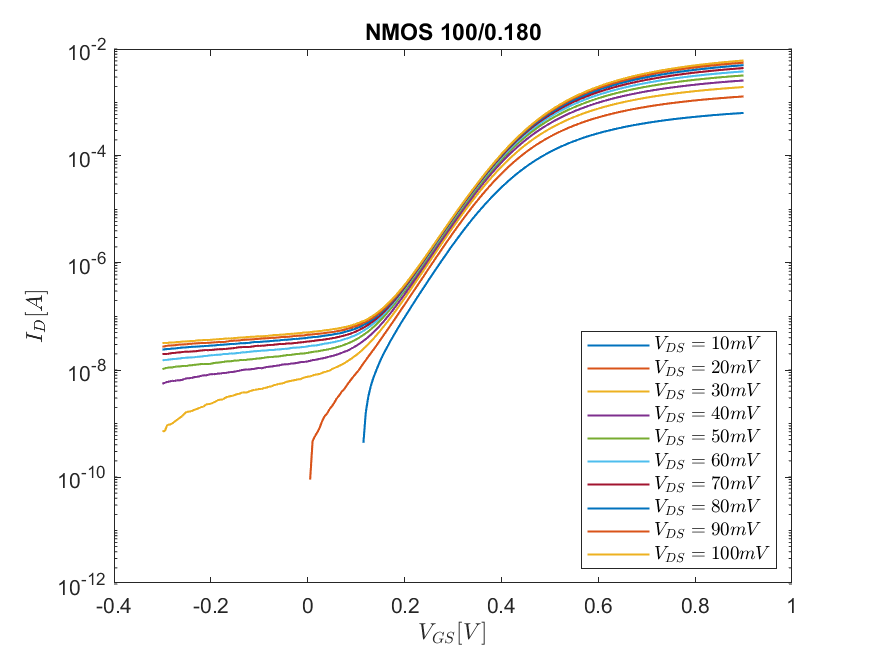 NMOS 100/0.180
10^-2
10^-4
10^-6
10^-8
10^-10
10^-12
I_D[A]
-0.4 -0.2 0 0.2 0.4 0.6 0.8 1
V_GS[V]
V_DS = 10mV
V_DS = 20mV
V_DS = 30mV
V_DS = 40mV
V_DS = 50mV
V_DS = 60mV
V_DS = 70mV
V_DS = 80mV
V_DS = 90mV
V_DS = 100mV